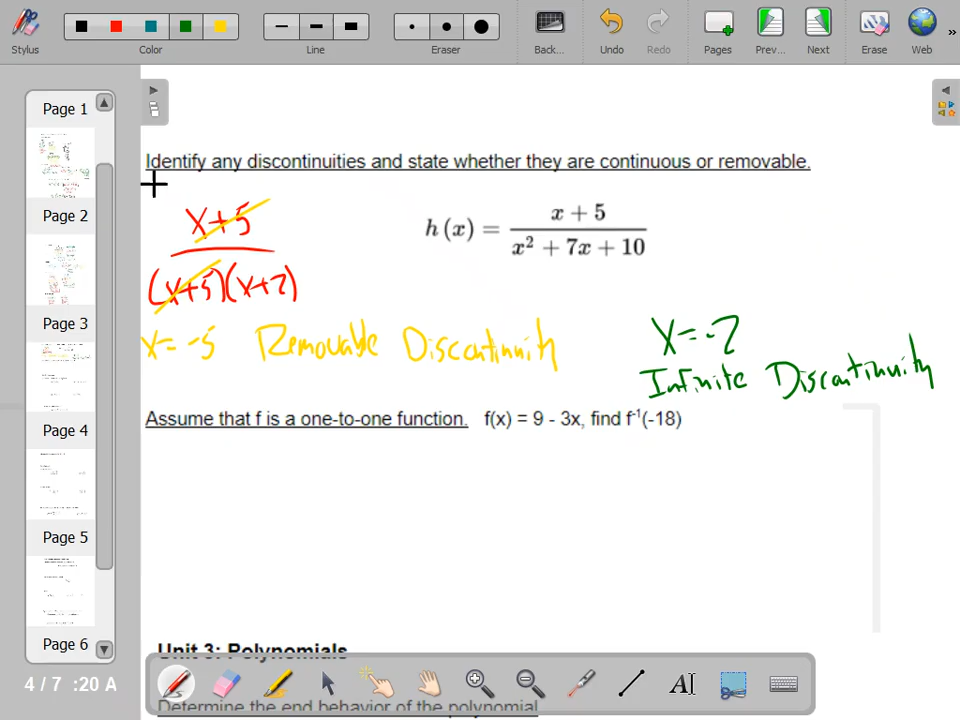 Stylus
Color
Line
Eraser
Back...
Undo
Redo
Pages
Prev...
Next
Erase
Web
»
Page 1
Page 2
Page 3
Page 4
Page 5
Page 6
4 / 7 :20 A
Identify any discontinuities and state whether they are continuous or removable.
x+5
(x+5)(x+2)
h (x) = x + 5 / x² + 7x + 10
x= -5 Removable Discontinuity
x= -2
Infinite Discontinuity
Assume that f is a one-to-one function. f(x) = 9 - 3x, find f⁻¹(-18)
Unit 3: Polynomials
Determine the end behavior of the polynomial